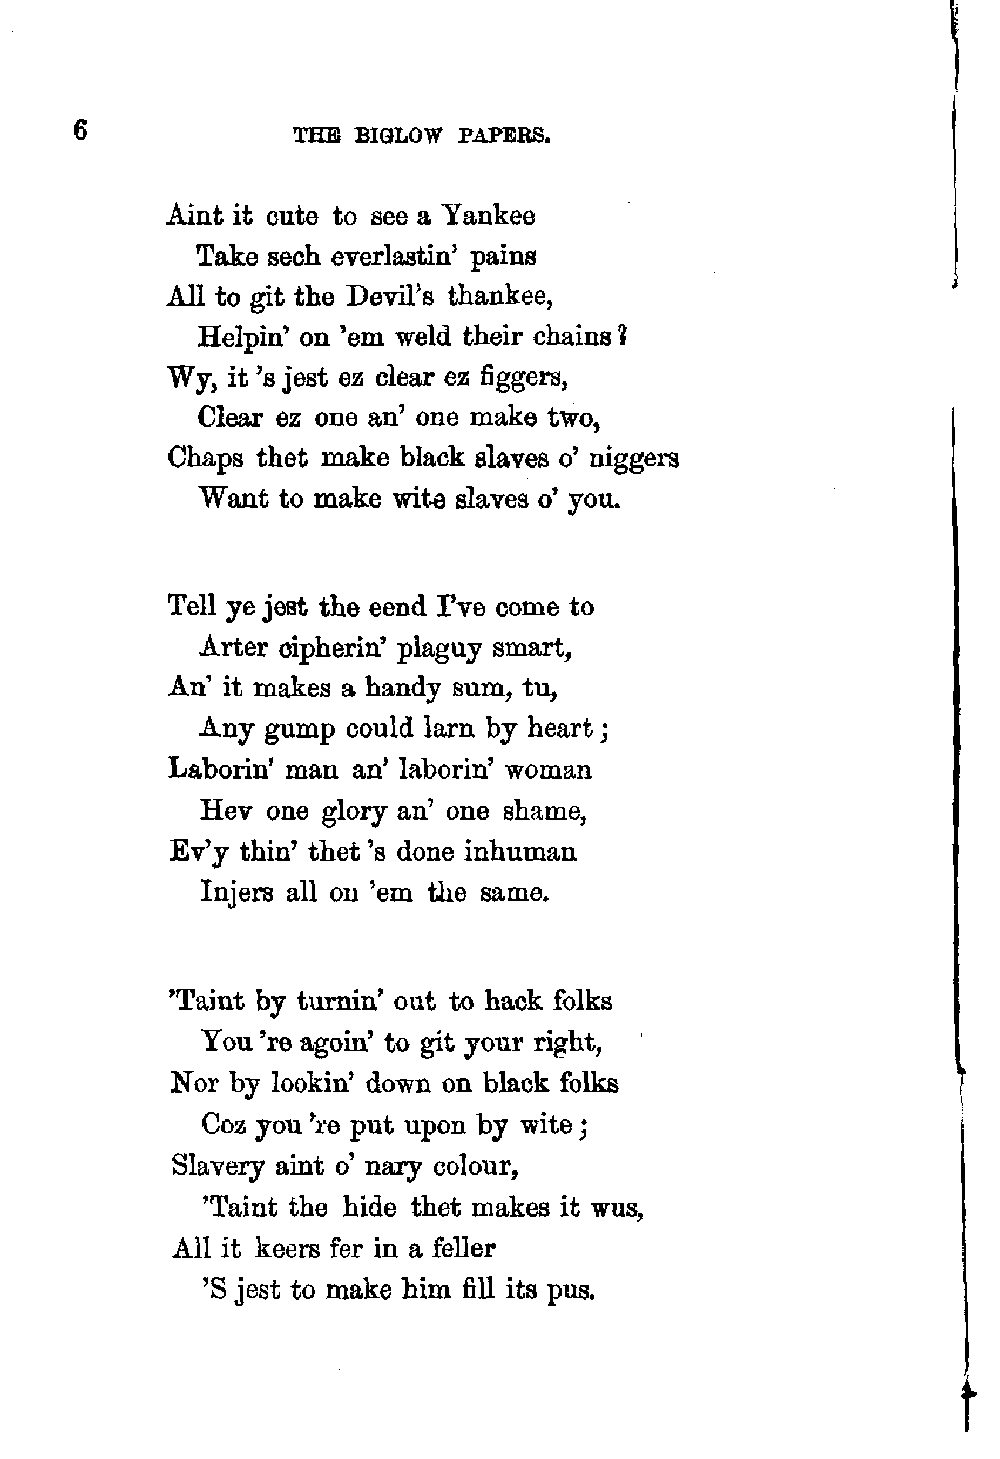 6 THE BIGLOW PAPERS.
Aint it cute to see a Yankee
Take sech everlastin' pains
All to git the Devil's thankee,
Helpin' on 'em weld their chains?
Wy, it 's jest ez clear ez figgers,
Clear ez one an' one make two,
Chaps thet make black slaves o' niggers
Want to make wite slaves o' you.
Tell ye jest the eend I've come to
Arter cipherin' plaguy smart,
An' it makes a handy sum, tu,
Any gump could larn by heart;
Laborin' man an' laborin' woman
Hev one glory an' one shame,
Ev'y thin' thet 's done inhuman
Injers all on 'em the same.
'Taint by turnin' out to hack folks
You 're agoin' to git your right,
Nor by lookin' down on black folks
Coz you 're put upon by wite;
Slavery aint o' nary colour,
'Taint the hide thet makes it wus,
All it keers fer in a feller
'S jest to make him fill its pus.